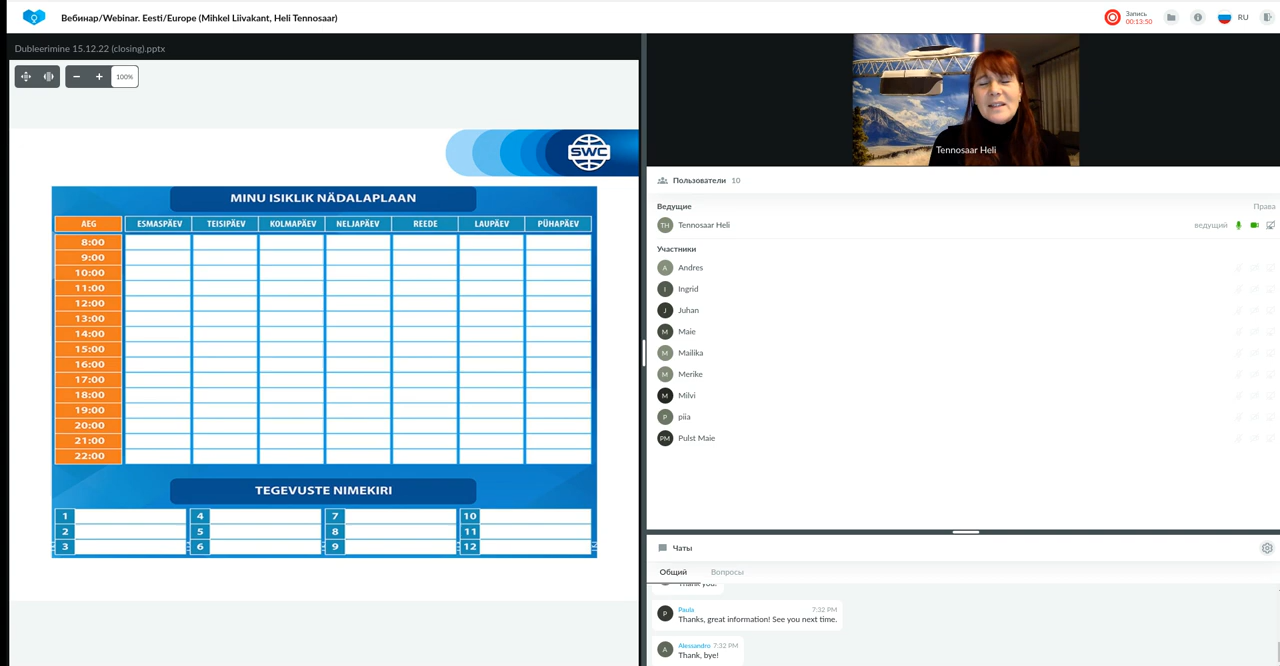 Вебинар/Webinar. Eesti/Europe (Mihkel Liivakant, Heli Tennosaar)
Запись
00:13:50
RU
Dubleerimine 15.12.22 (closing).pptx
100%
SWC
MINU ISIKLIK NÄDALAPLAAN
AEG ESMASPÄEV TEISIPÄEV KOLMAPÄEV NELJAPÄEV REEDE LAUPÄEV PÜHAPÄEV
8:00
9:00
10:00
11:00
12:00
13:00
14:00
15:00
16:00
17:00
18:00
19:00
20:00
21:00
22:00
TEGEVUSTE NIMEKIRI
1 4 7 10
2 5 8 11
3 6 9 12
Tennosaar Heli
Пользователи 10
Ведущие Права
TH Tennosaar Heli ведущий
Участники
A Andres
I Ingrid
J Juhan
M Maie
M Mailika
M Merike
M Milvi
P piia
PM Pulst Maie
Чаты
Общий Вопросы
Thank you!
P Paula 7:32 PM
Thanks, great information! See you next time.
A Alessandro 7:32 PM
Thank, bye!